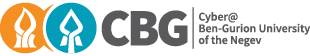 CBG
Cyber@
Ben-Gurion University
of the Negev